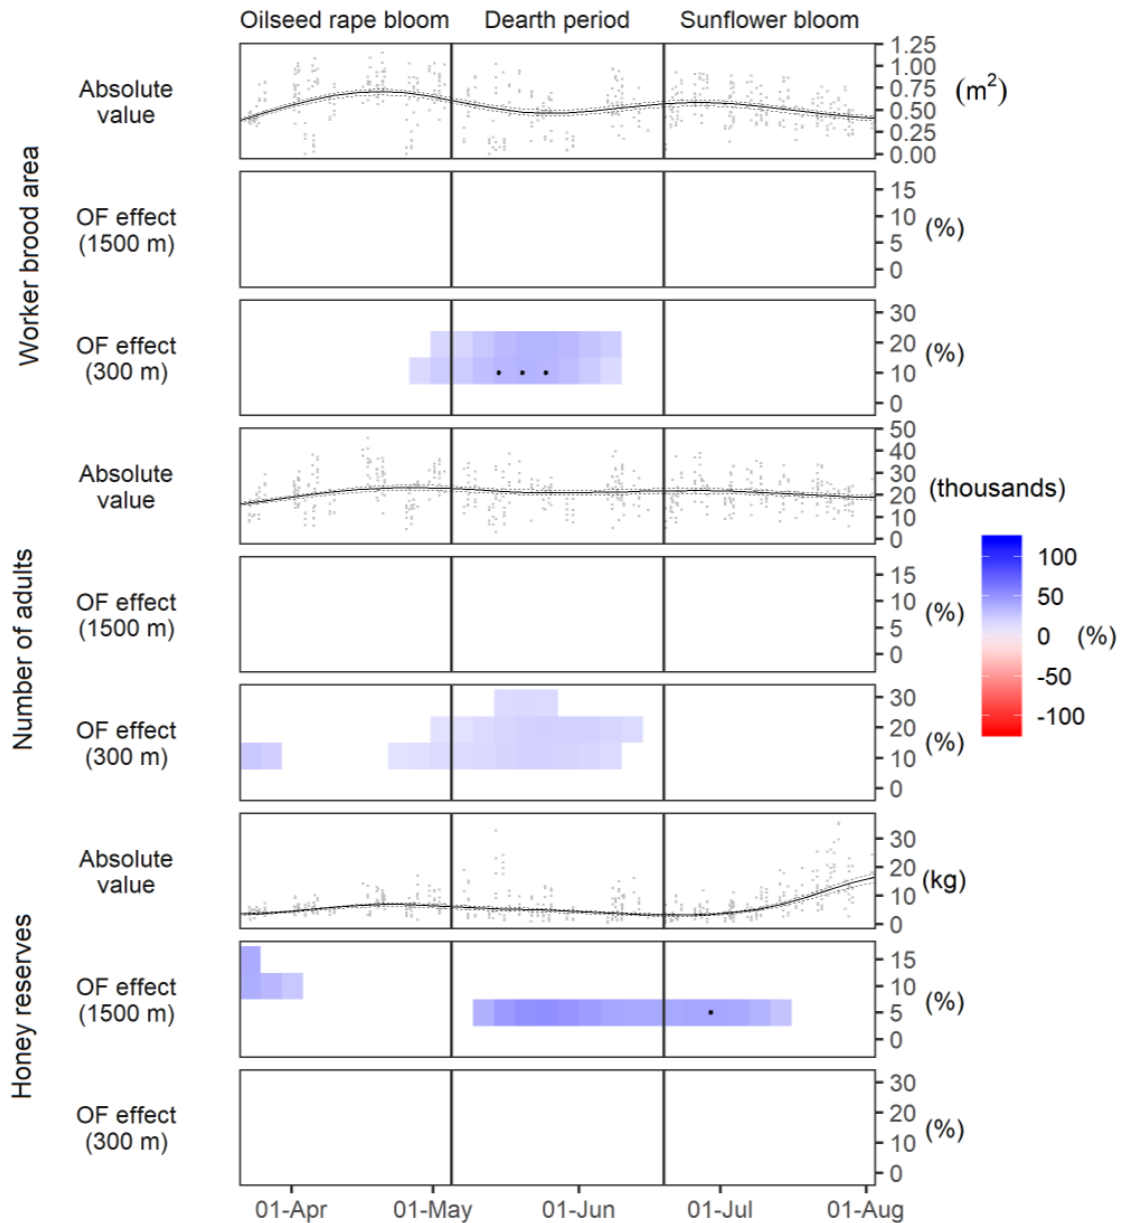 Oilseed rape bloom Dearth period Sunflower bloom
Worker brood area
Absolute
value
1.25
1.00
0.75
0.50
0.25
0.00
(m²)
OF effect
(1500 m)
15
10
5
0
(%)
OF effect
(300 m)
30
20
10
0
(%)
Number of adults
Absolute
value
50
40
30
20
10
0
(thousands)
OF effect
(1500 m)
15
10
5
0
(%)
OF effect
(300 m)
30
20
10
0
(%)
100
50
0
-50
-100
(%)
Honey reserves
Absolute
value
30
20
10
0
(kg)
OF effect
(1500 m)
15
10
5
0
(%)
OF effect
(300 m)
30
20
10
0
(%)
01-Apr 01-May 01-Jun 01-Jul 01-Aug